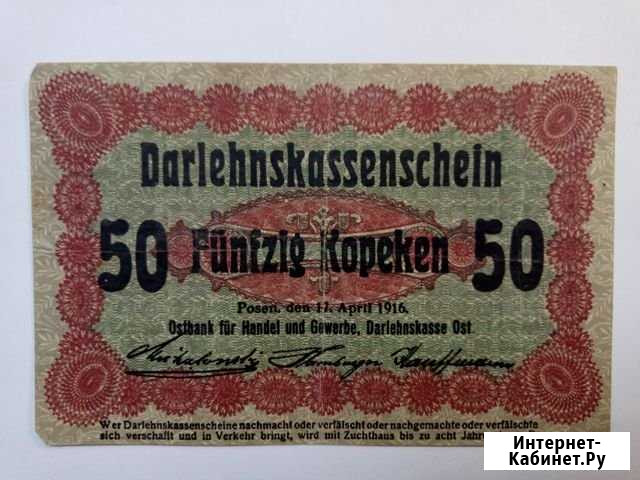 Darlehnskassenschein
50 Fünfzig Kopeken 50
Posen, den 17. April 1916.
Ostbank für Handel und Gewerbe, Darlehnskasse Ost
Wer Darlehnskassenscheine nachmacht oder verfälscht oder nachgemachte oder verfälschte
sich verschafft und in Verkehr bringt, wird mit Zuchthaus bis zu acht Jahr
Интернет-
Кабинет.Ру